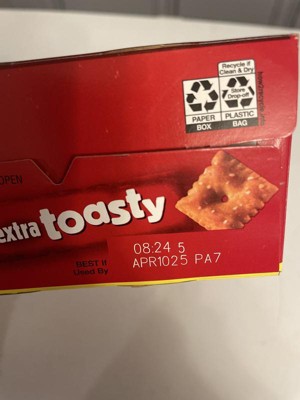 Recycle if
Clean & Dry
Store
Drop-off
PAPER
BOX
PLASTIC
BAG
OPEN
extra toasty
BEST If
Used By
08:24 5
APR1025 PA7